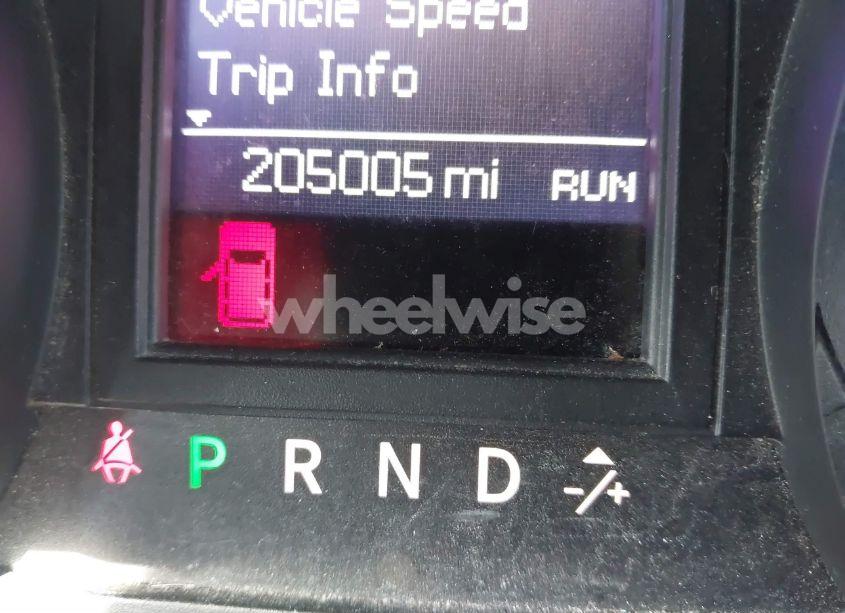 Vehicle Speed
Trip Info
205005 mi RUN
wheelwise
P R N D -/+